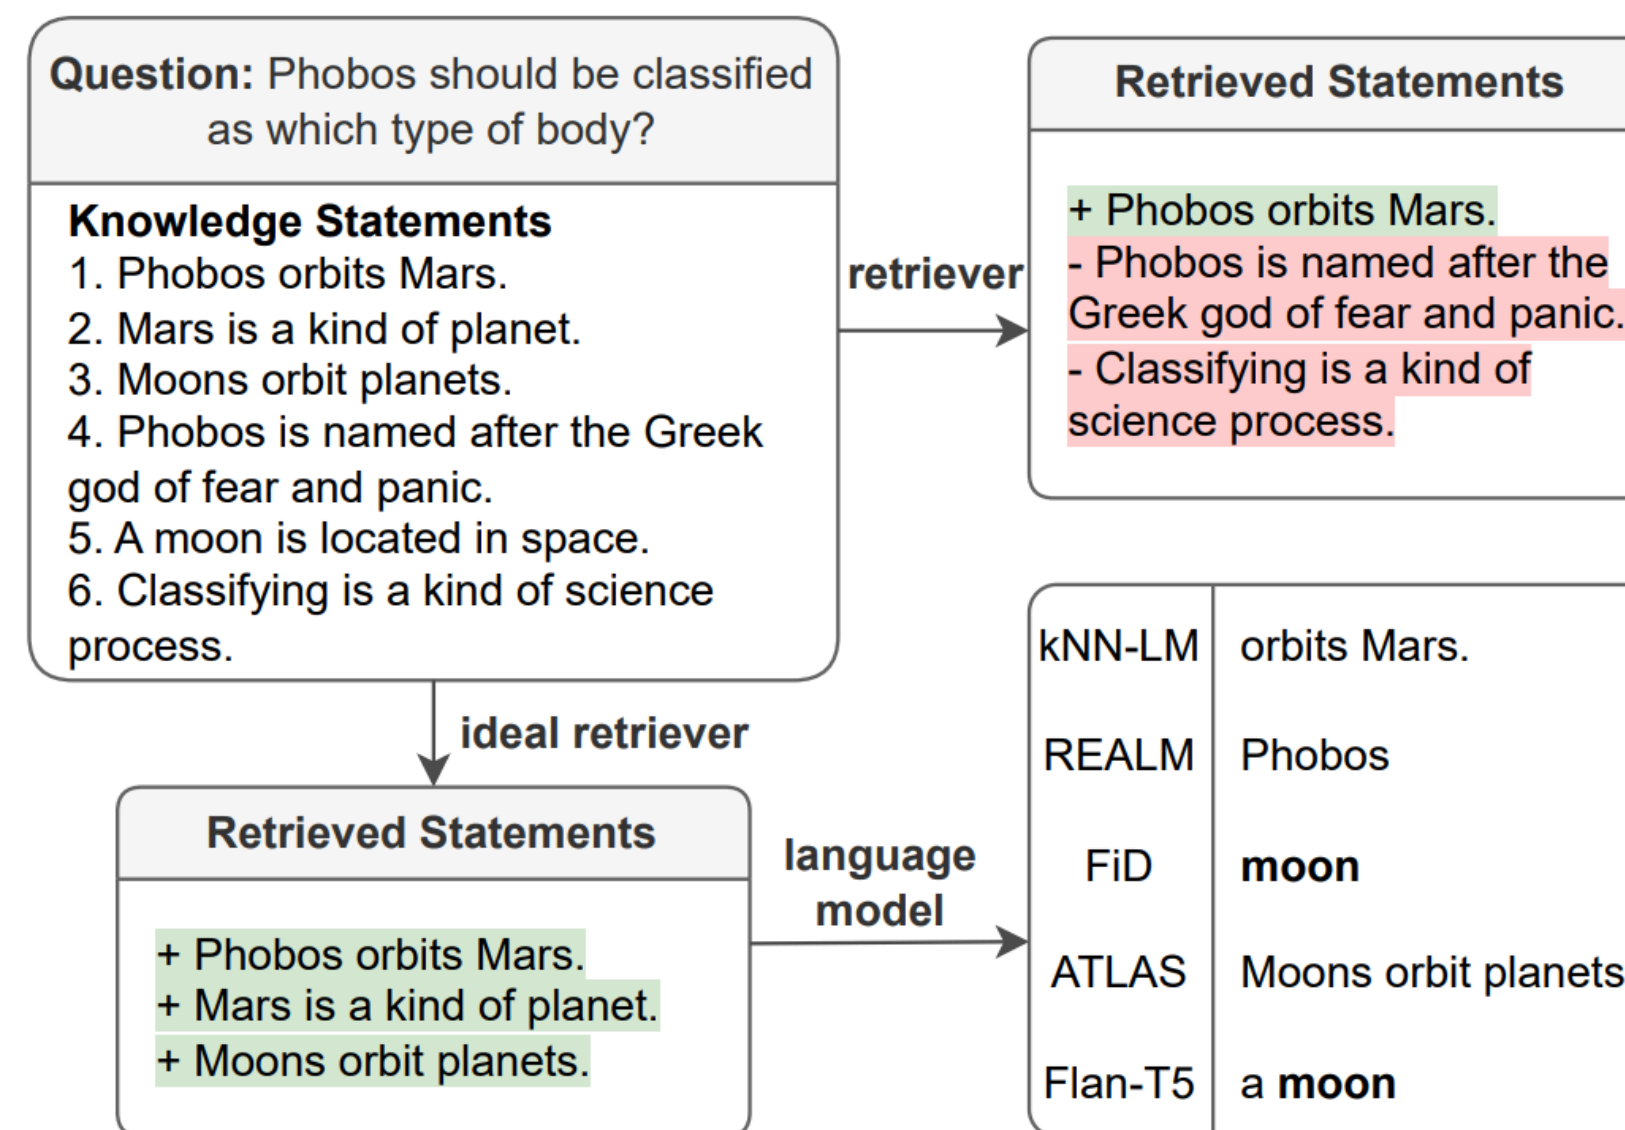 Question: Phobos should be classified
as which type of body?
Knowledge Statements
1. Phobos orbits Mars.
2. Mars is a kind of planet.
3. Moons orbit planets.
4. Phobos is named after the Greek
god of fear and panic.
5. A moon is located in space.
6. Classifying is a kind of science
process.
retriever
Retrieved Statements
+ Phobos orbits Mars.
- Phobos is named after the
Greek god of fear and panic.
- Classifying is a kind of
science process.
ideal retriever
Retrieved Statements
+ Phobos orbits Mars.
+ Mars is a kind of planet.
+ Moons orbit planets.
language
model
kNN-LM orbits Mars.
REALM Phobos
FiD moon
ATLAS Moons orbit planets
Flan-T5 a moon